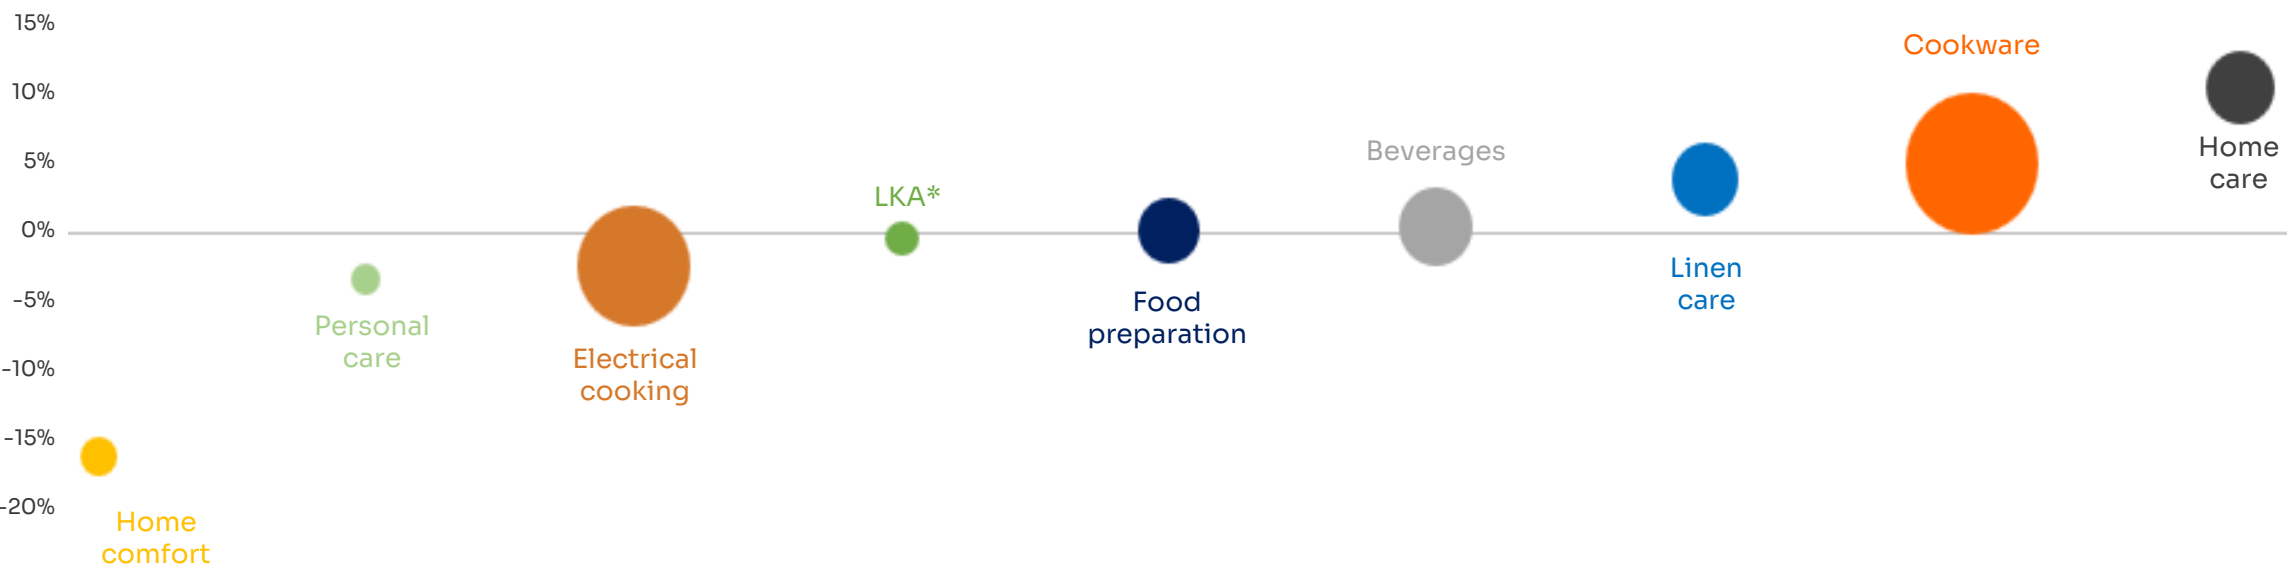 15%
10%
5%
0%
-5%
-10%
-15%
-20%
Home
comfort
Personal
care
Electrical
cooking
LKA*
Food
preparation
Beverages
Linen
care
Cookware
Home
care